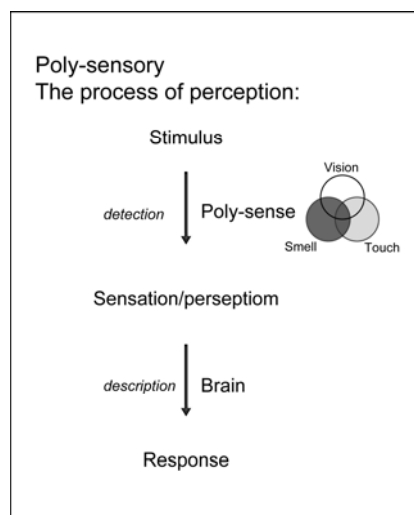 Poly-sensory
The process of perception:
Stimulus
Vision
detection
Poly-sense
Smell
Touch
Sensation/perseptiom
description
Brain
Response